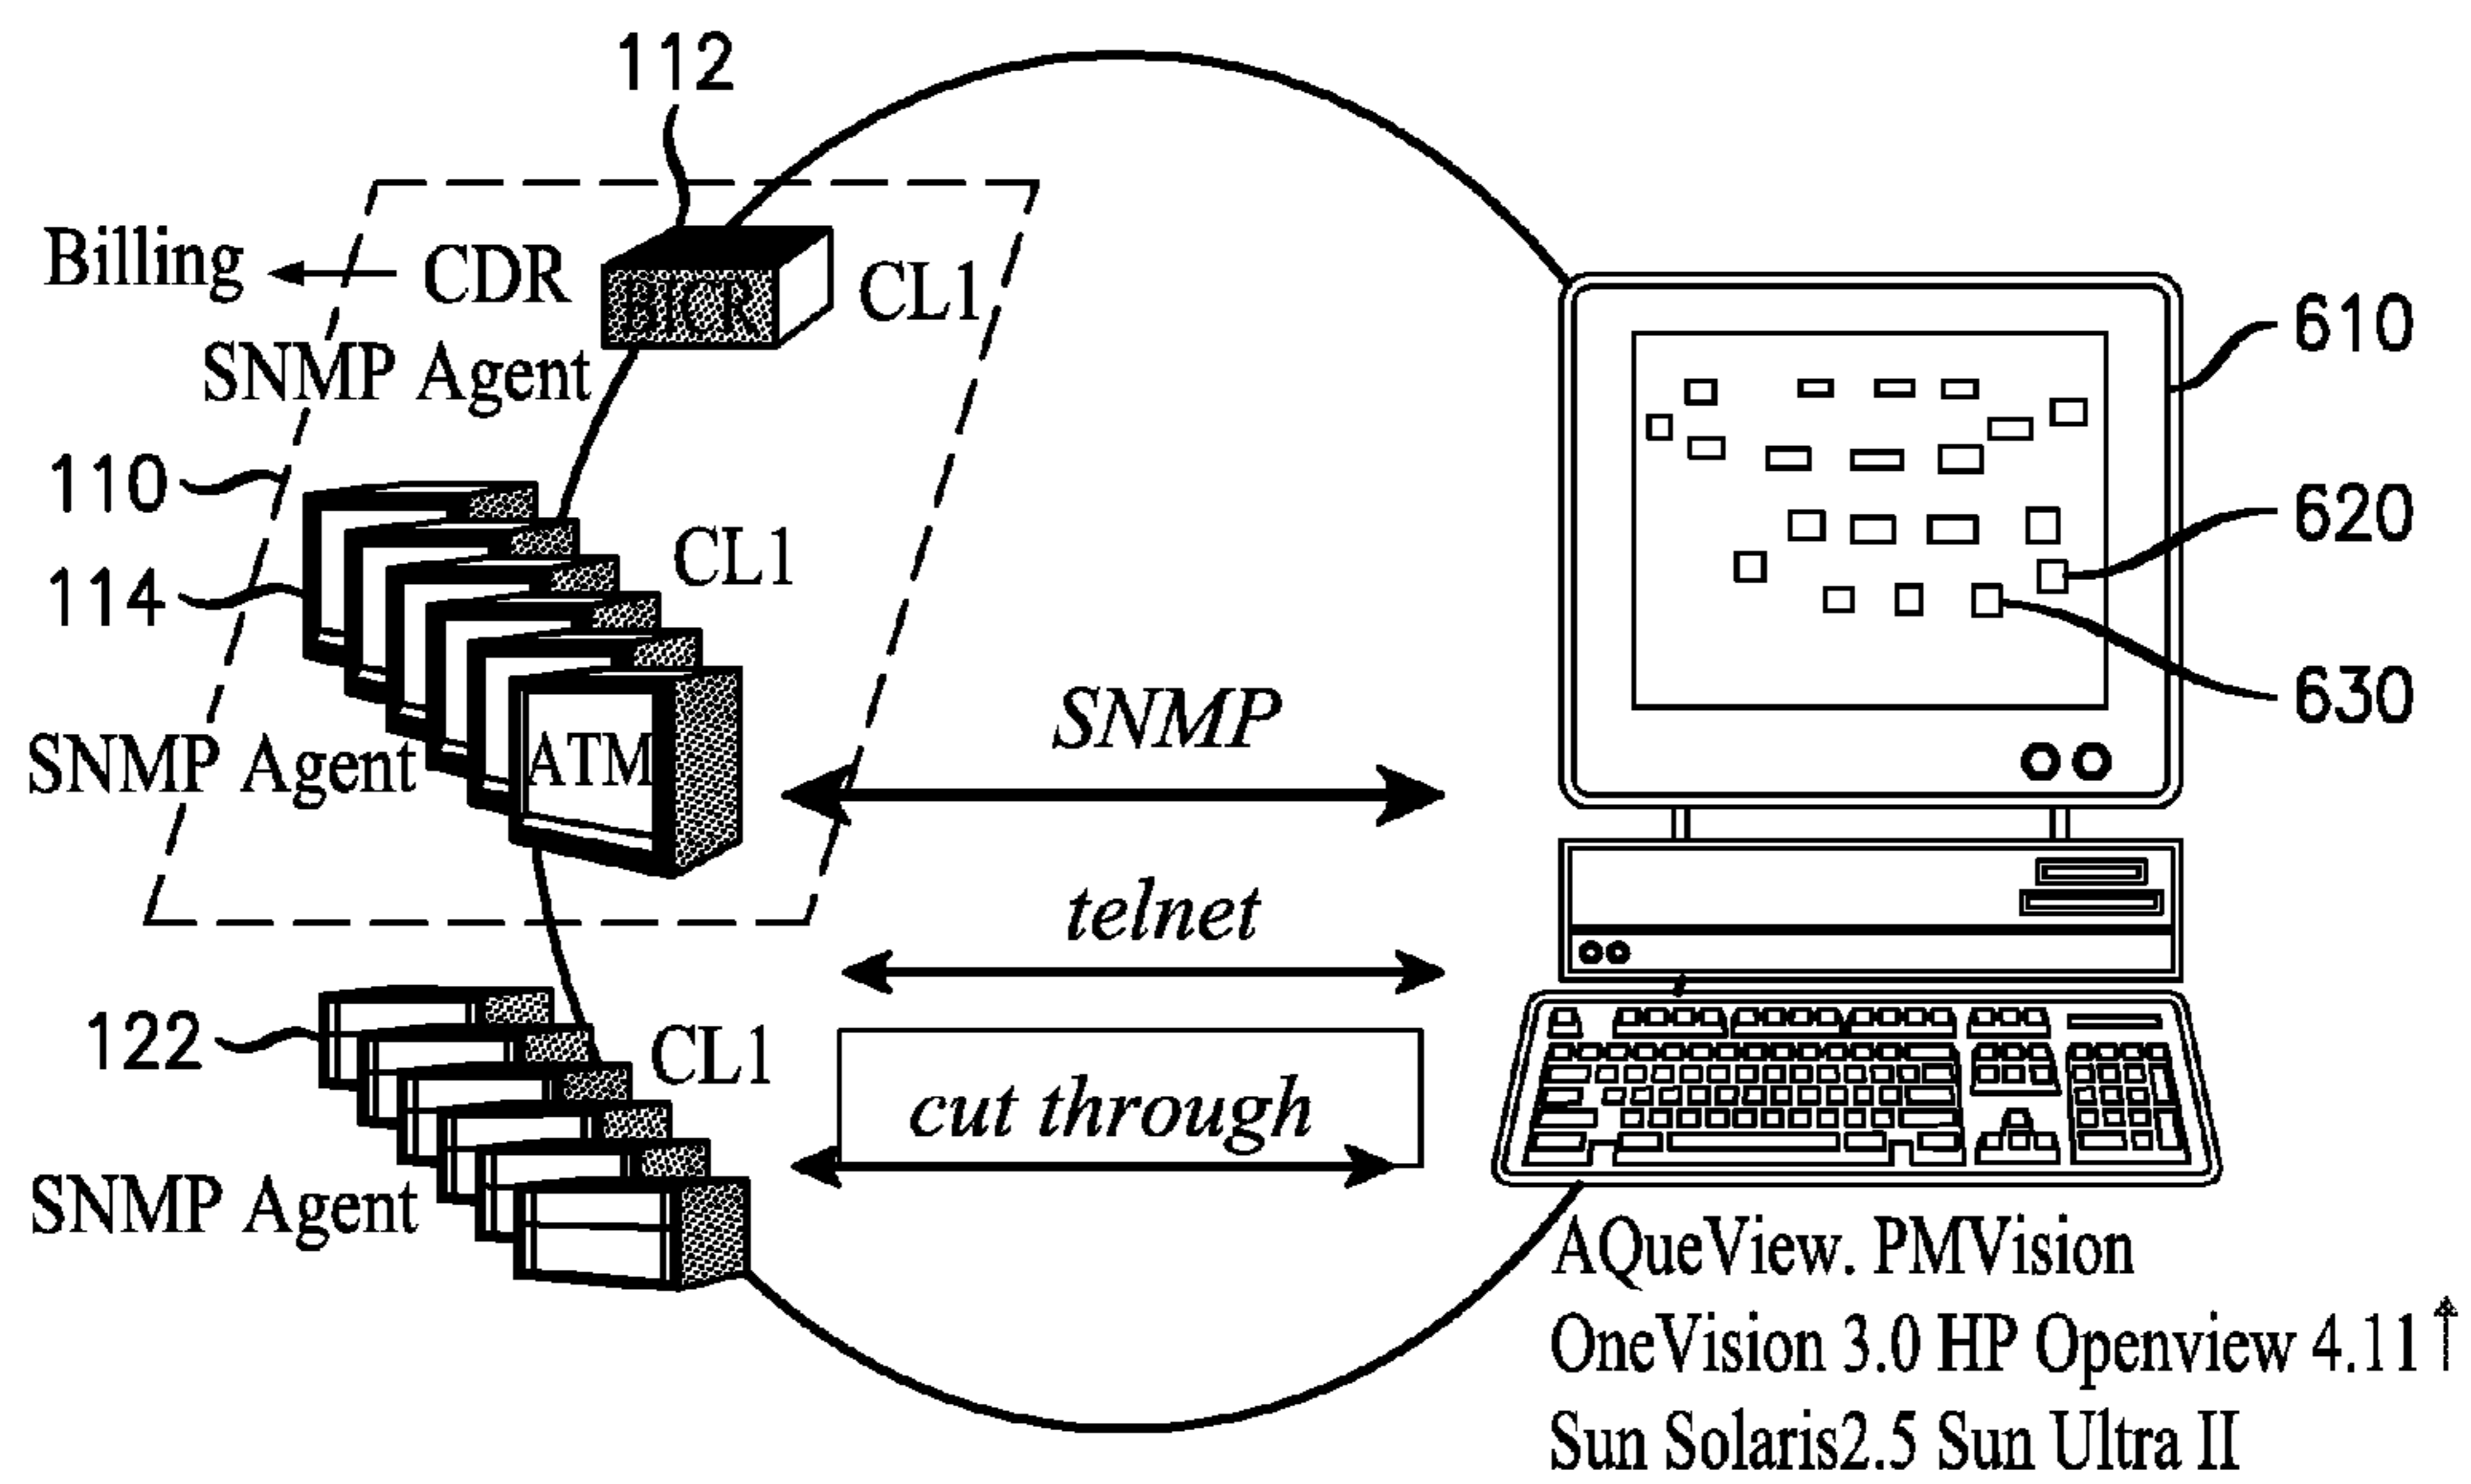 112
Billing
CDR
BICR
CL1
SNMP Agent
610
110
CL1
620
114
630
SNMP Agent
ATM
SNMP
telnet
122
CL1
cut through
SNMP Agent
AQueView. PMVision
OneVision 3.0 HP Openview 4.11
Sun Solaris2.5 Sun Ultra II